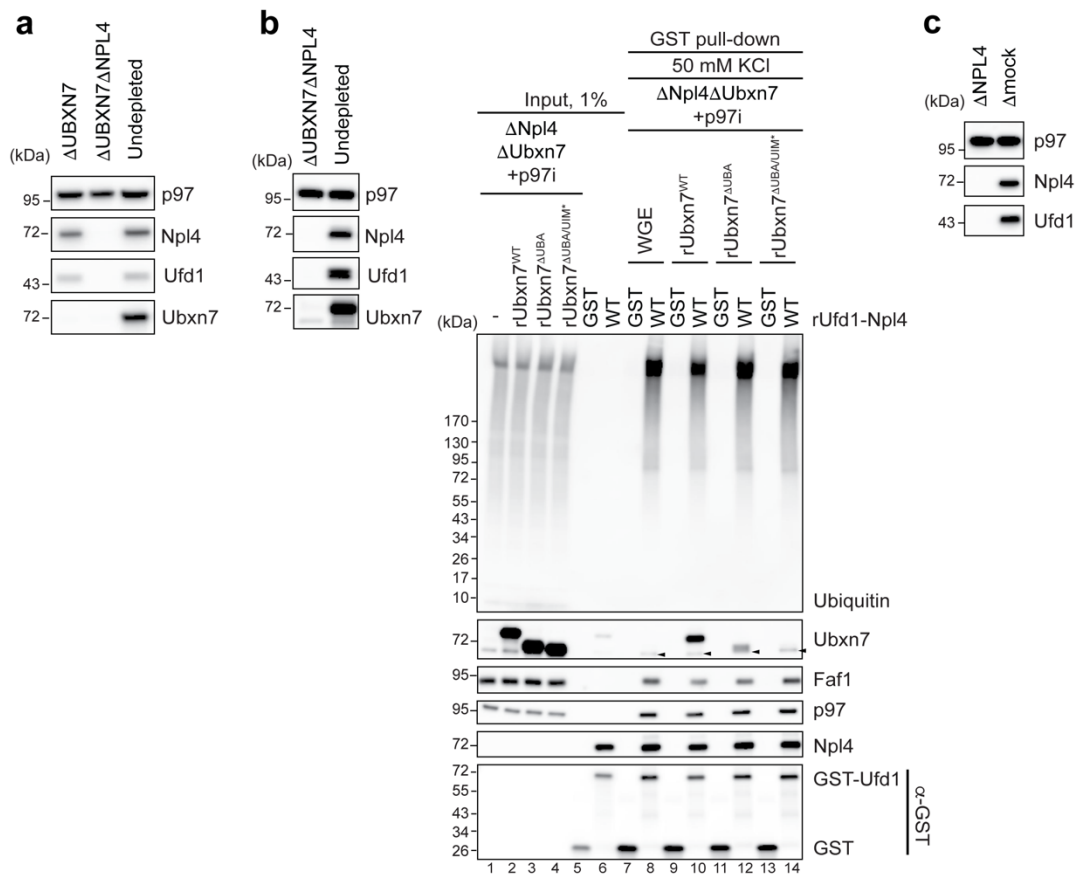 a
ΔUBXN7
ΔUBXN7ΔNPL4
Undepleted
(kDa)
95
p97
72
Npl4
43
Ufd1
72
Ubxn7
b
ΔUBXN7ΔNPL4
Undepleted
(kDa)
95
p97
72
Npl4
43
Ufd1
72
Ubxn7
GST pull-down
50 mM KCl
Input, 1%
ΔNpl4ΔUbxn7
+p97i
ΔNpl4
ΔUbxn7
+p97i
WGE
rUbxn7WT
rUbxn7ΔUBA
rUbxn7ΔUBA/UIM*
-
rUbxn7WT
rUbxn7ΔUBA
rUbxn7ΔUBA/UIM*
GST
WT
GST
WT
GST
WT
GST
WT
GST
WT
rUfd1-Npl4
(kDa)
170
130
95
72
55
43
34
26
17
10
Ubiquitin
72
Ubxn7
95
Faf1
95
p97
72
Npl4
72
GST-Ufd1
55
43
34
26
GST
α-GST
1 2 3 4 5 6 7 8 9 10 11 12 13 14
c
ΔNPL4
Δmock
(kDa)
95
p97
72
Npl4
43
Ufd1